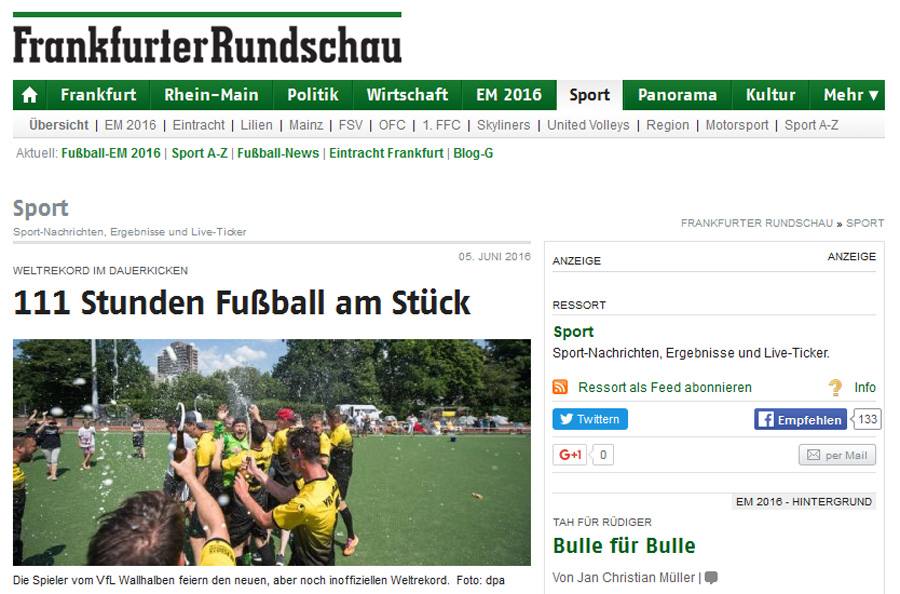 Frankfurter Rundschau
Frankfurt Rhein-Main Politik Wirtschaft EM 2016 Sport Panorama Kultur Mehr ▼
Übersicht | EM 2016 | Eintracht | Lilien | Mainz | FSV | OFC | 1. FFC | Skyliners | United Volleys | Region | Motorsport | Sport A-Z
Aktuell: Fußball-EM 2016 | Sport A-Z | Fußball-News | Eintracht Frankfurt | Blog-G
Sport
Sport-Nachrichten, Ergebnisse und Live-Ticker
FRANKFURTER RUNDSCHAU » SPORT
05. JUNI 2016
WELTREKORD IM DAUERKICKEN
111 Stunden Fußball am Stück
Die Spieler vom VfL Wallhalben feiern den neuen, aber noch inoffiziellen Weltrekord. Foto: dpa
ANZEIGE ANZEIGE
RESSORT
Sport
Sport-Nachrichten, Ergebnisse und Live-Ticker.
Ressort als Feed abonnieren ? Info
Twittern Empfehlen 133
G+1 0 per Mail
EM 2016 - HINTERGRUND
TAH FÜR RÜDIGER
Bulle für Bulle
Von Jan Christian Müller |